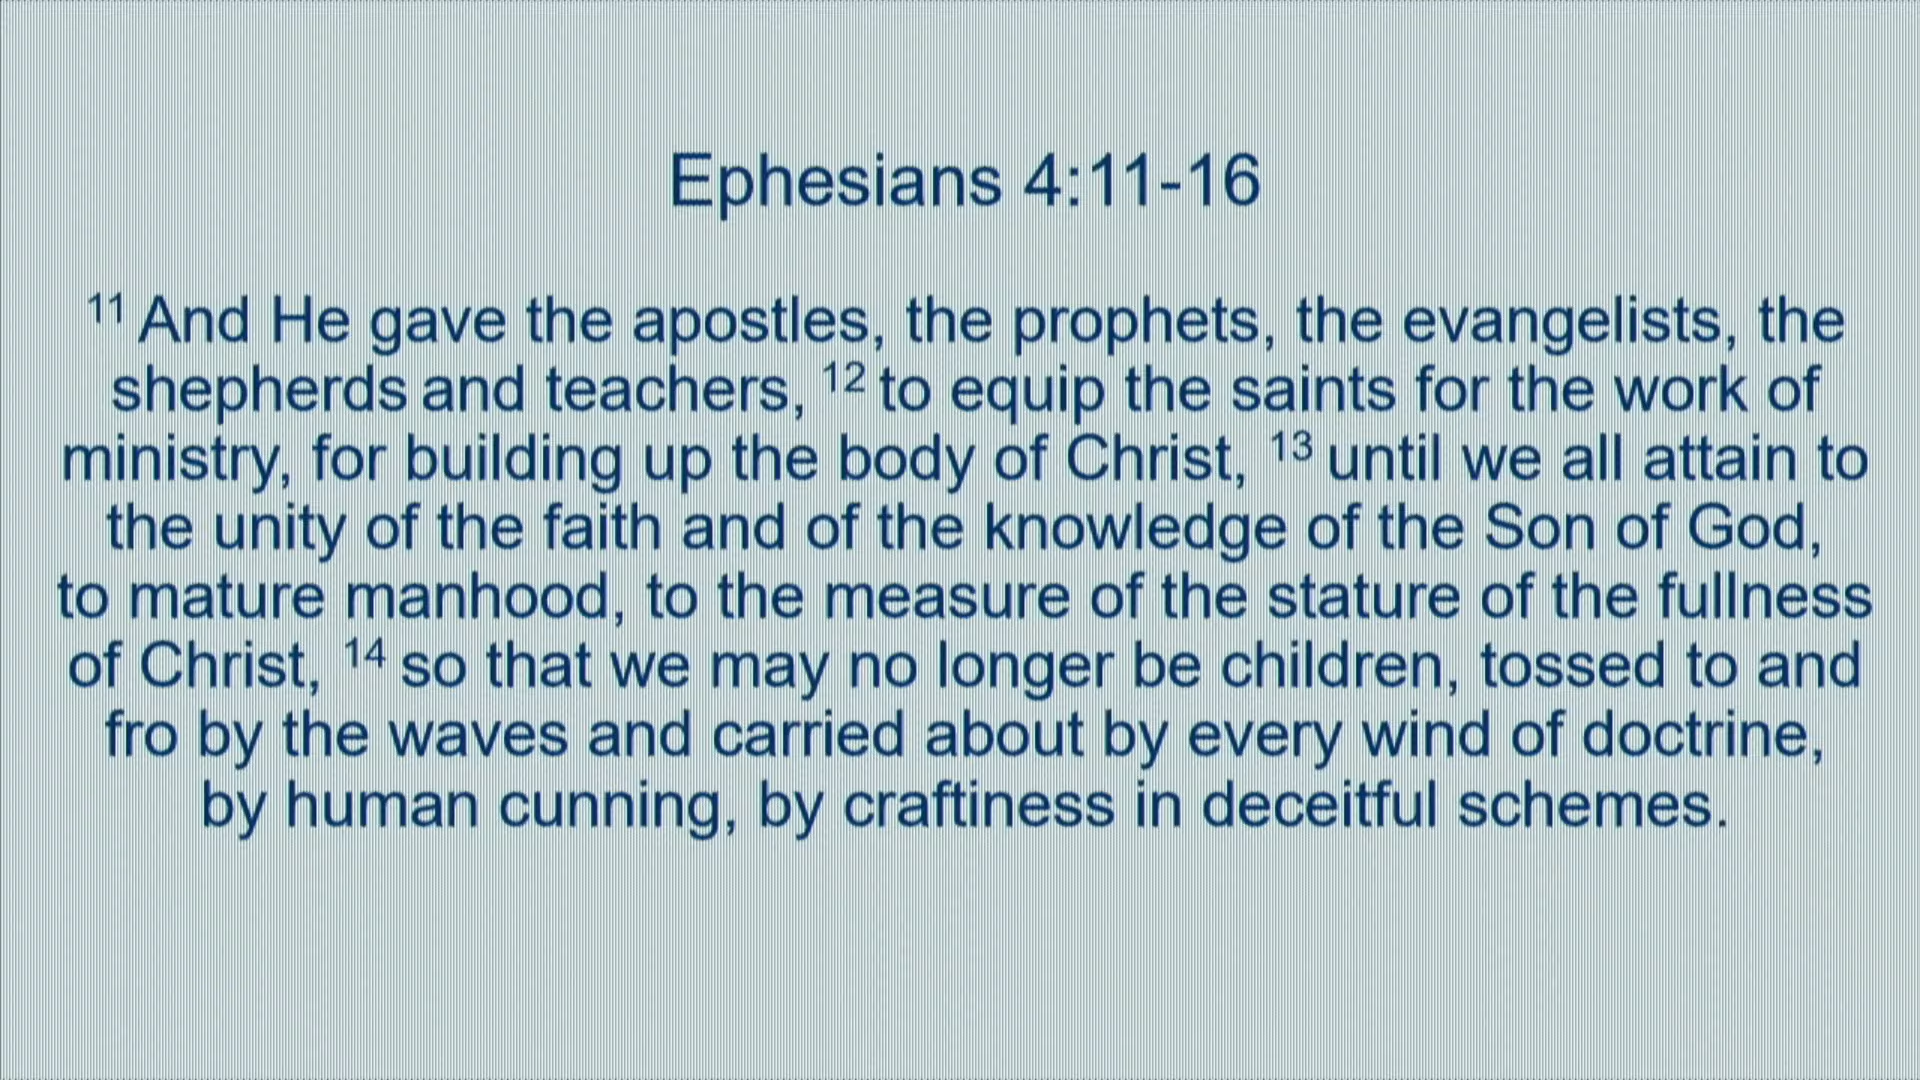 Ephesians 4:11-16
11 And He gave the apostles, the prophets, the evangelists, the
shepherds and teachers, 12 to equip the saints for the work of
ministry, for building up the body of Christ, 13 until we all attain to
the unity of the faith and of the knowledge of the Son of God,
to mature manhood, to the measure of the stature of the fullness
of Christ, 14 so that we may no longer be children, tossed to and
fro by the waves and carried about by every wind of doctrine,
by human cunning, by craftiness in deceitful schemes.